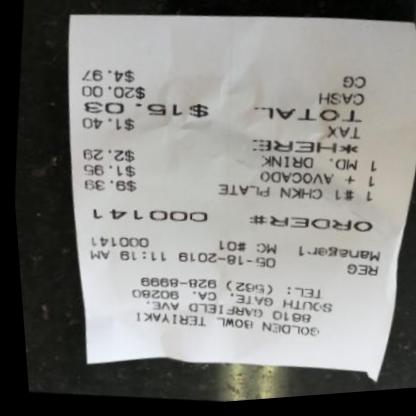 GOLDEN BOWL TERIYAKI
8810 GARFIELD AVE.
SOUTH GATE, CA. 90280
TEL: (562) 928-8999
REG 05-18-2019 11:19 AM
Manager1 MC #01 000141
ORDER# 000141
1 #1 CHKN PLATE $9.39
1 + AVOCADO $1.95
1 MD. DRINK $2.29
*HERE
TAX $1.40
TOTAL $15.03
CASH $20.00
CG $4.97